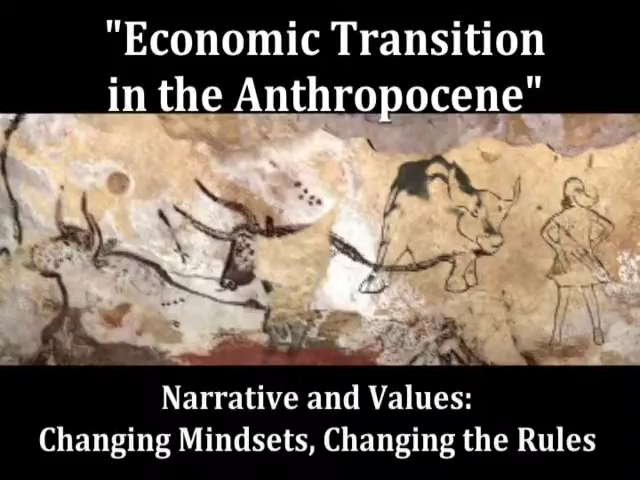 "Economic Transition
in the Anthropocene"
Narrative and Values:
Changing Mindsets, Changing the Rules